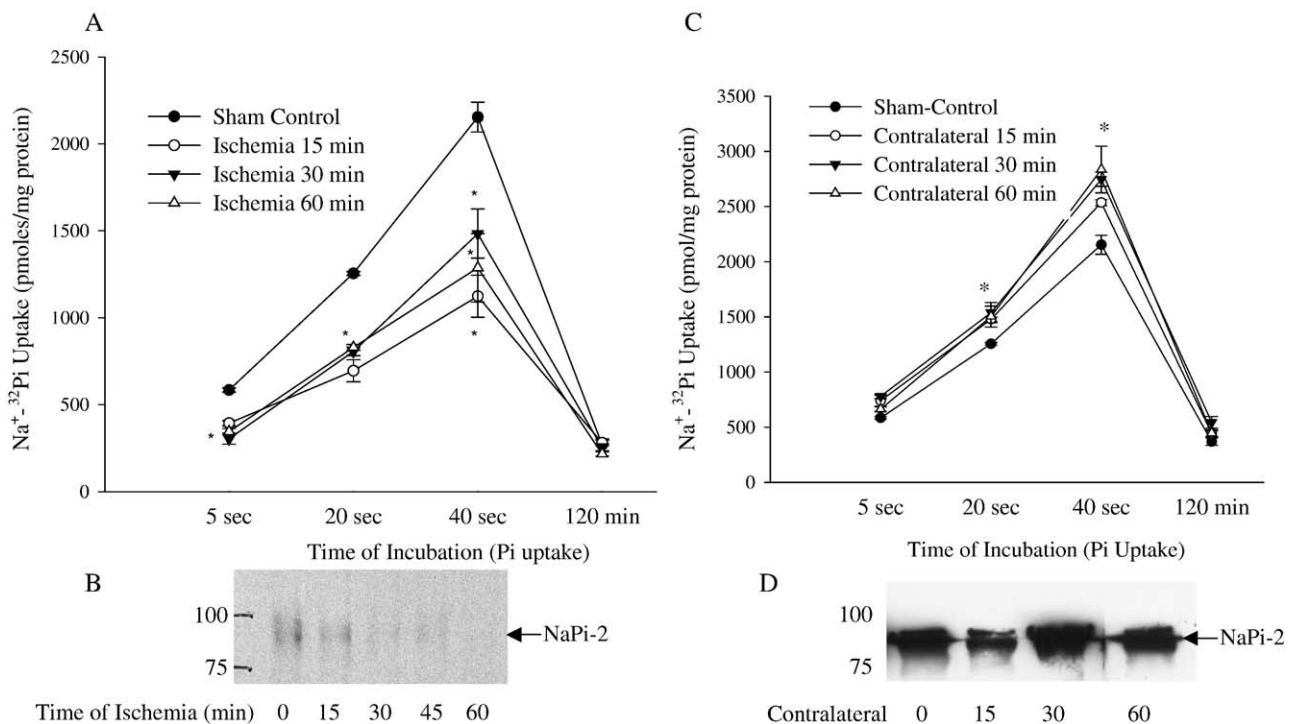 A
Na⁺- ³²Pi Uptake (pmoles/mg protein)
2500
2000
1500
1000
500
0
Sham Control
Ischemia 15 min
Ischemia 30 min
Ischemia 60 min
*
*
*
*
*
5 sec 20 sec 40 sec 120 min
Time of Incubation (Pi uptake)
B
100
75
NaPi-2
Time of Ischemia (min) 0 15 30 45 60
C
Na⁺- ³²Pi Uptake (pmol/mg protein)
3500
3000
2500
2000
1500
1000
500
0
Sham-Control
Contralateral 15 min
Contralateral 30 min
Contralateral 60 min
*
*
5 sec 20 sec 40 sec 120 min
Time of Incubation (Pi Uptake)
D
100
75
NaPi-2
Contralateral 0 15 30 60